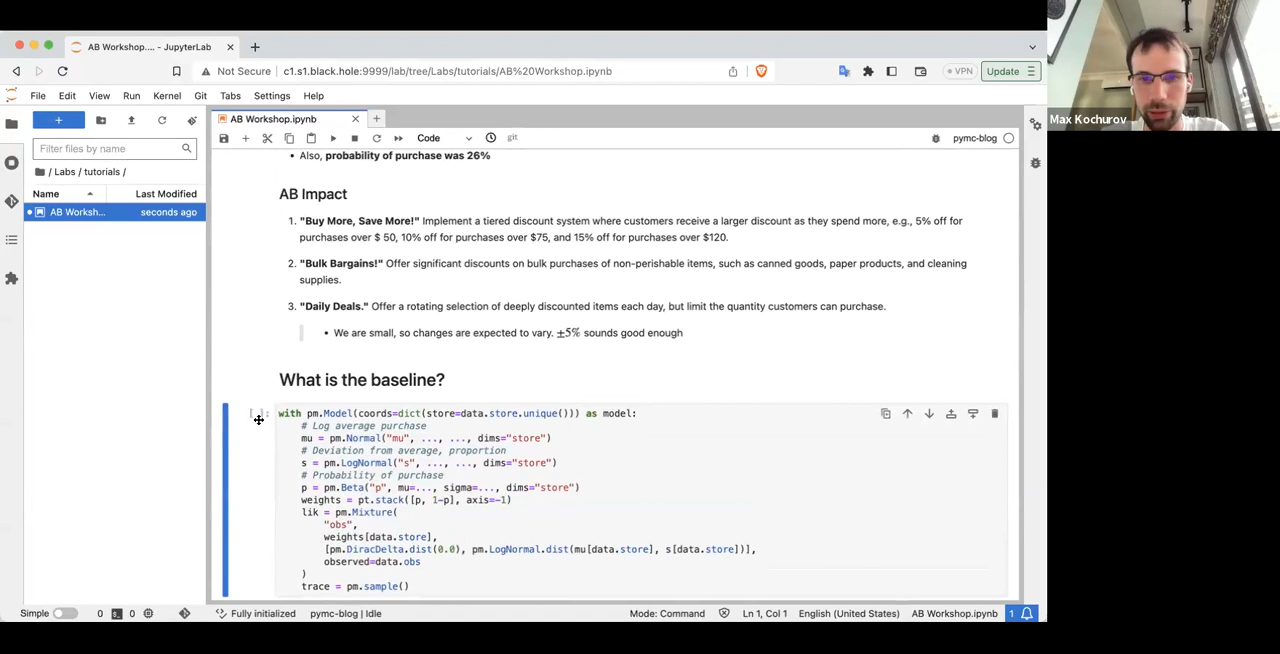 AB Workshop.... - JupyterLab
Not Secure
c1.s1.black.hole:9999/lab/tree/Labs/tutorials/AB%20Workshop.ipynb
VPN
Update
File Edit View Run Kernel Git Tabs Settings Help
Max Kochurov
AB Workshop.ipynb
Code
git
pymc-blog
Filter files by name
/ Labs / tutorials /
Name
Last Modified
AB Worksh...
seconds ago
• Also, probability of purchase was 26%
AB Impact
1. "Buy More, Save More!" Implement a tiered discount system where customers receive a larger discount as they spend more, e.g., 5% off for
purchases over $ 50, 10% off for purchases over $75, and 15% off for purchases over $120.
2. "Bulk Bargains!" Offer significant discounts on bulk purchases of non-perishable items, such as canned goods, paper products, and cleaning
supplies.
3. "Daily Deals." Offer a rotating selection of deeply discounted items each day, but limit the quantity customers can purchase.
• We are small, so changes are expected to vary. ±5% sounds good enough
What is the baseline?
[ ]:
with pm.Model(coords=dict(store=data.store.unique())) as model:
# Log average purchase
mu = pm.Normal("mu", ..., ..., dims="store")
# Deviation from average, proportion
s = pm.LogNormal("s", ..., ..., dims="store")
# Probability of purchase
p = pm.Beta("p", mu=..., sigma=..., dims="store")
weights = pt.stack([p, 1-p], axis=-1)
lik = pm.Mixture(
"obs",
weights[data.store],
[pm.DiracDelta.dist(0.0), pm.LogNormal.dist(mu[data.store], s[data.store])],
observed=data.obs
)
trace = pm.sample()
Simple
0
0
Fully initialized
pymc-blog | Idle
Mode: Command
Ln 1, Col 1
English (United States)
AB Workshop.ipynb
1